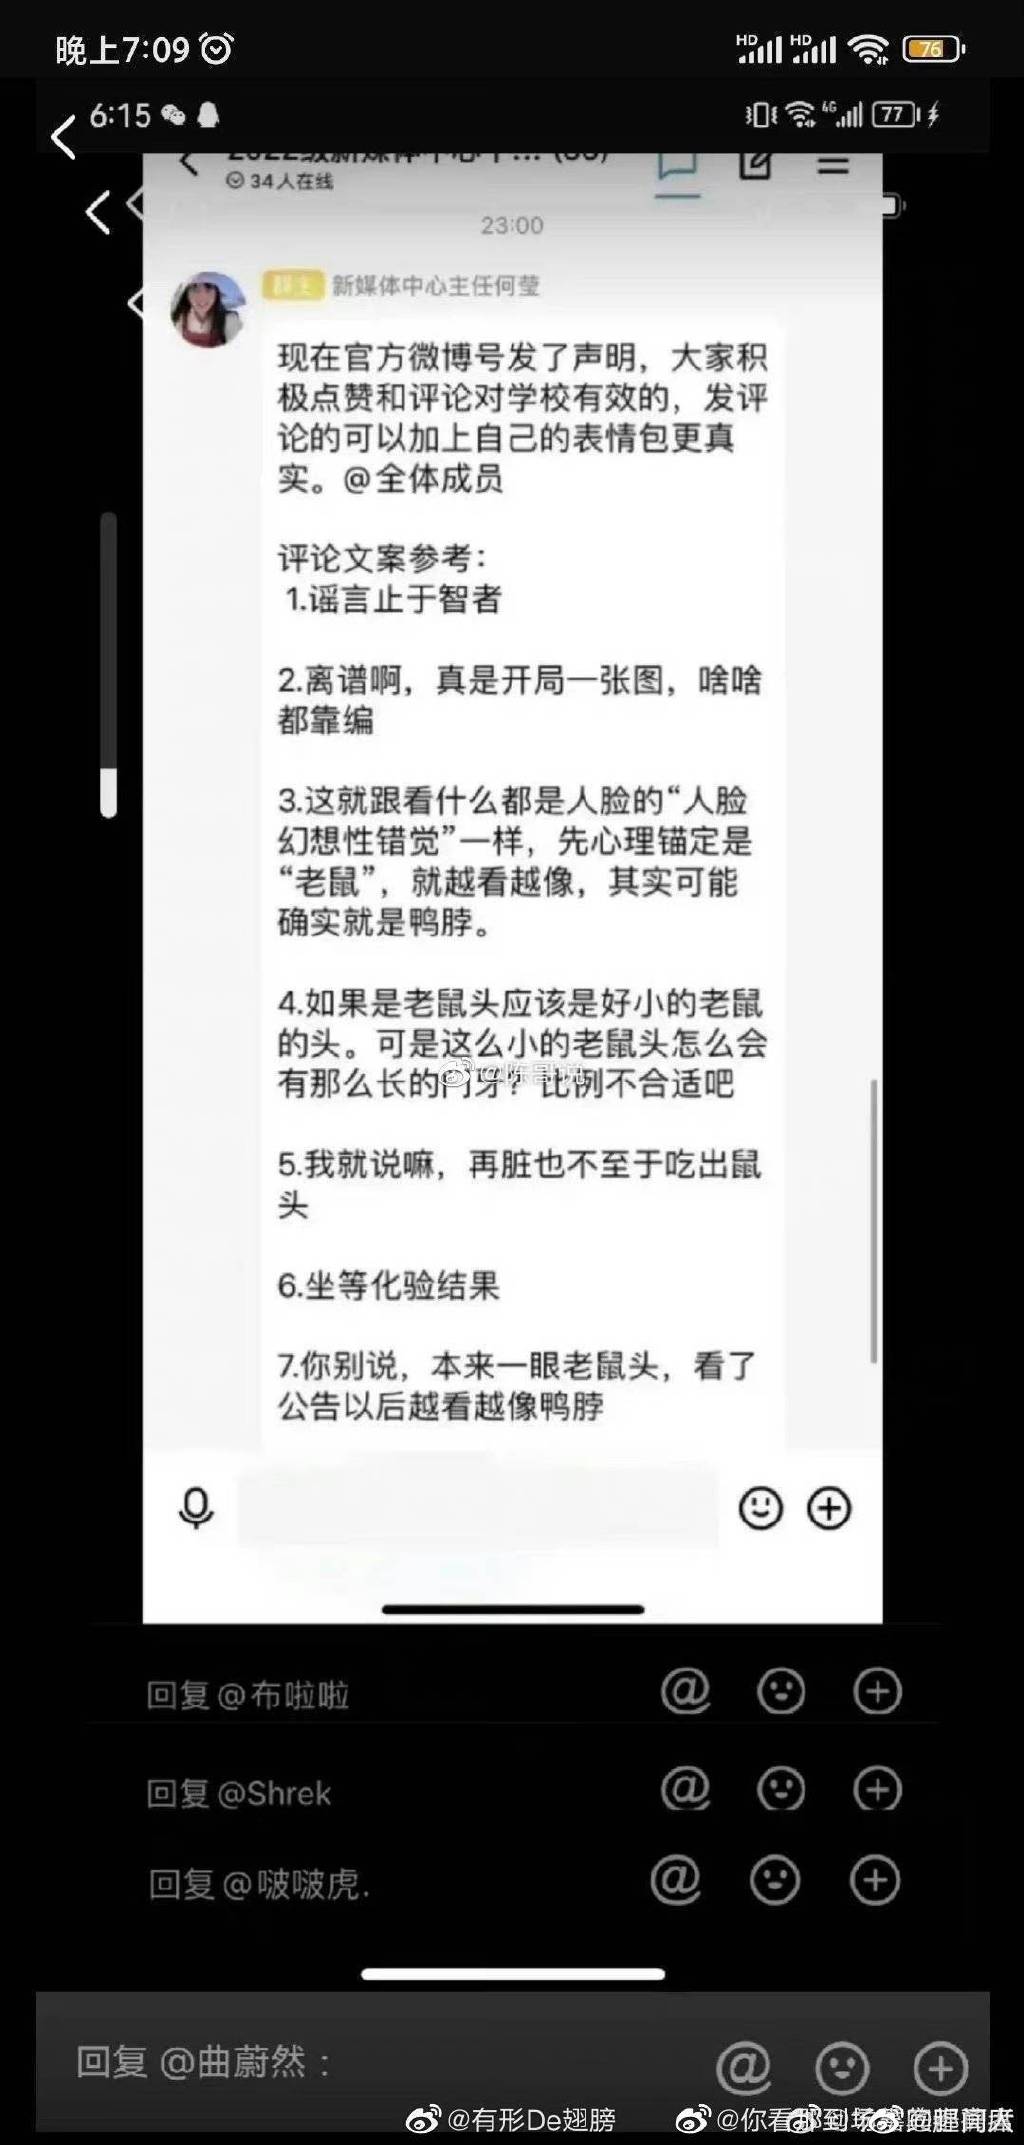 晚上7:09
HD HD 76
6:15
4G 77
34人在线
23:00
群主 新媒体中心主任何莹
现在官方微博号发了声明，大家积
极点赞和评论对学校有效的，发评
论的可以加上自己的表情包更真
实。@全体成员
评论文案参考：
1.谣言止于智者
2.离谱啊，真是开局一张图，啥啥
都靠编
3.这就跟看什么都是人脸的“人脸
幻想性错觉”一样，先心理锚定是
“老鼠”，就越看越像，其实可能
确实就是鸭脖。
4.如果是老鼠头应该是好小的老鼠
的头。可是这么小的老鼠头怎么会
@陈哥说
有那么长的门牙？比例不合适吧
5.我就说嘛，再脏也不至于吃出鼠
头
6.坐等化验结果
7.你别说，本来一眼老鼠头，看了
公告以后越看越像鸭脖
回复 @布啦啦
回复 @Shrek
回复 @啵啵虎.
回复 @曲蔚然：
@有形De翅膀
@你看